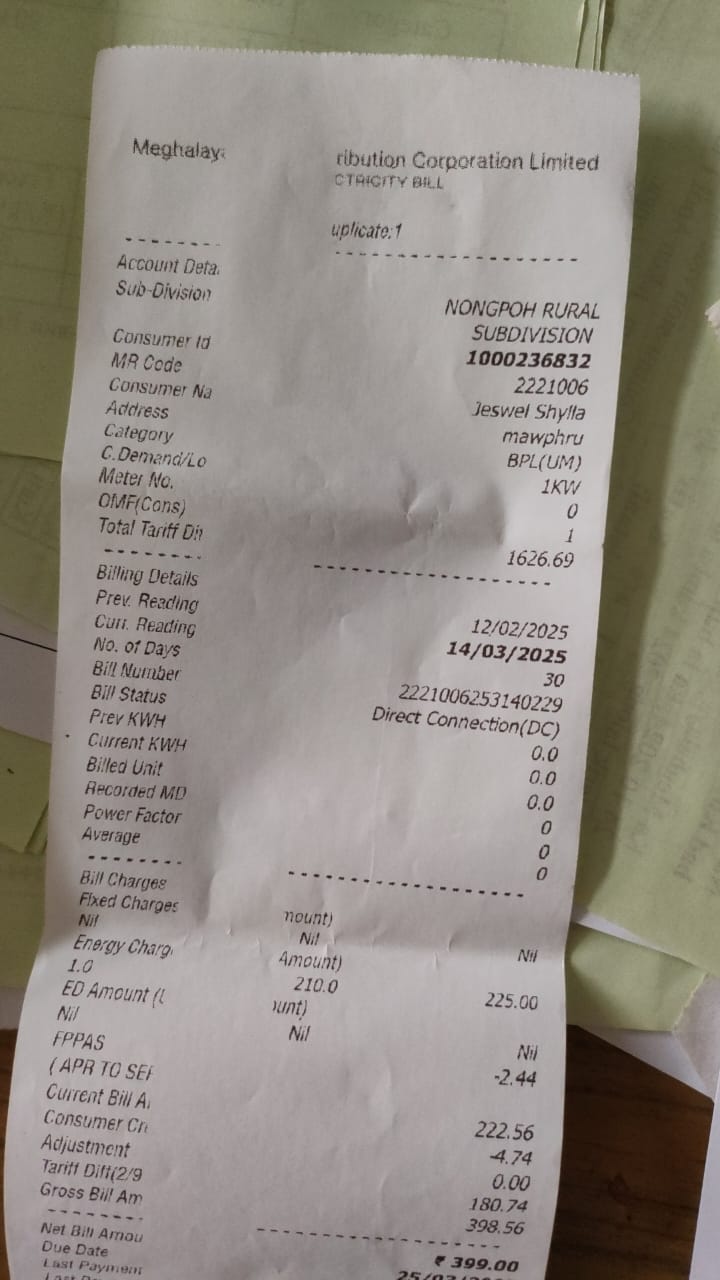 Meghalaya ribution Corporation Limited
CTRICITY BILL
uplicate:1
Account Deta
Sub-Division NONGPOH RURAL
SUBDIVISION
Consumer Id 1000236832
MR Code 2221006
Consumer Na Jeswel Shylla
Address mawphru
Category BPL(UM)
C.Demand/Lo 1KW
Meter No. 0
OMF(Cons) 1
Total Tariff Dif 1626.69
Billing Details
Prev. Reading 12/02/2025
Curr. Reading 14/03/2025
No. of Days 30
Bill Number 2221006253140229
Bill Status Direct Connection(DC)
Prev KWH 0.0
Current KWH 0.0
Billed Unit 0.0
Recorded MD 0
Power Factor 0
Average 0
Bill Charges
Fixed Charges nount)
Nil Nil Nil
Energy Charg Amount)
1.0 210.0 225.00
ED Amount (U unt)
Nil Nil Nil
FPPAS -2.44
( APR TO SEP
Current Bill A 222.56
Consumer Cr -4.74
Adjustment 0.00
Tariff Diff(2/9 180.74
Gross Bill Am 398.56
Net Bill Amou ₹ 399.00
Due Date
Last Payment